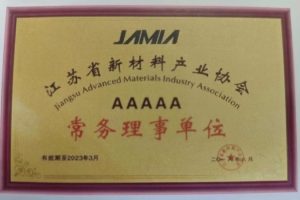 JAMIA
江苏省新材料产业协会
Jiangsu Advanced Materials Industry Association
AAAAA
常务理事单位
有效期至2023年3月